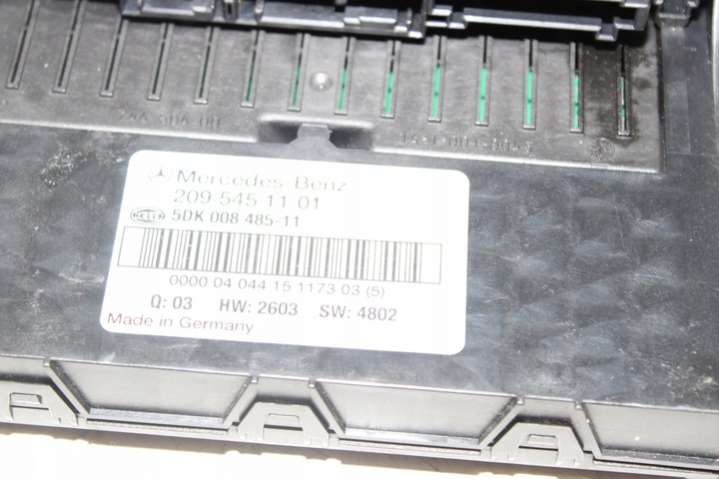 Mercedes-Benz
209 545 11 01
HELLA 5DK 008 485-11
0000 04 044 15 1173 03 (5)
Q: 03 HW: 2603 SW: 4802
Made in Germany